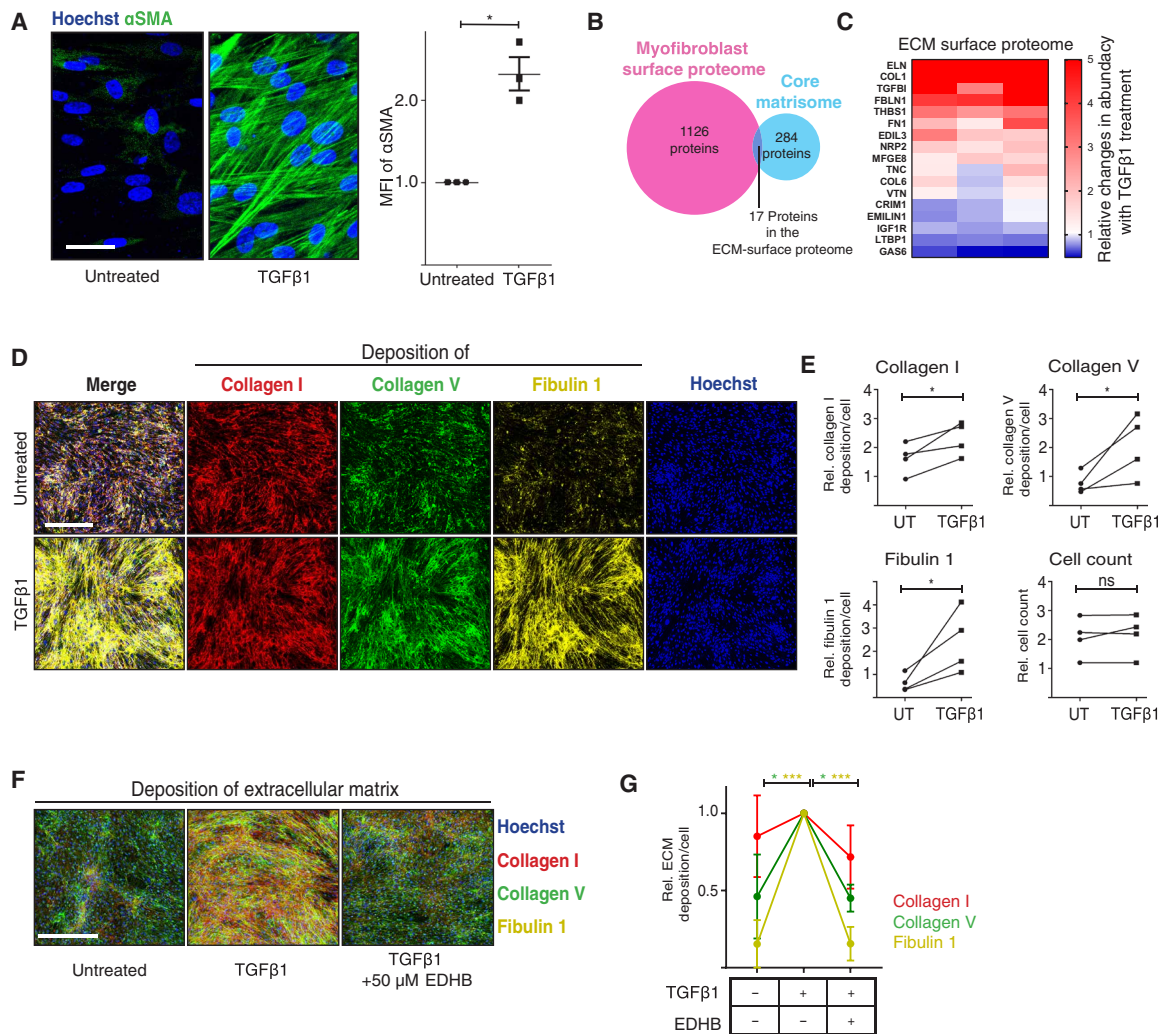 A
Hoechst αSMA
Untreated
TGFβ1
MFI of αSMA
2.0
1.0
*
Untreated
TGFβ1
B
Myofibroblast
surface proteome
Core
matrisome
1126
proteins
284
proteins
17 Proteins
in the
ECM-surface proteome
C
ECM surface proteome
ELN
COL1
TGFBI
FBLN1
THBS1
FN1
EDIL3
NRP2
MFGE8
TNC
COL6
VTN
CRIM1
EMILIN1
IGF1R
LTBP1
GAS6
5
4
3
2
1
Relative changes in abundacy
with TGFβ1 treatment
D
Deposition of
Merge
Collagen I
Collagen V
Fibulin 1
Hoechst
Untreated
TGFβ1
E
Collagen I
Rel. collagen I
deposition/cell
4
3
2
1
*
UT
TGFβ1
Collagen V
Rel. collagen V
deposition/cell
4
3
2
1
*
UT
TGFβ1
Fibulin 1
Rel. fibulin 1
deposition/cell
4
3
2
1
*
UT
TGFβ1
Cell count
Rel. cell count
4
3
2
1
ns
UT
TGFβ1
F
Deposition of extracellular matrix
Hoechst
Collagen I
Collagen V
Fibulin 1
Untreated
TGFβ1
TGFβ1
+50 µM EDHB
G
* *** * ***
Rel. ECM
deposition/cell
1.0
0.5
Collagen I
Collagen V
Fibulin 1
TGFβ1 − + +
EDHB − − +